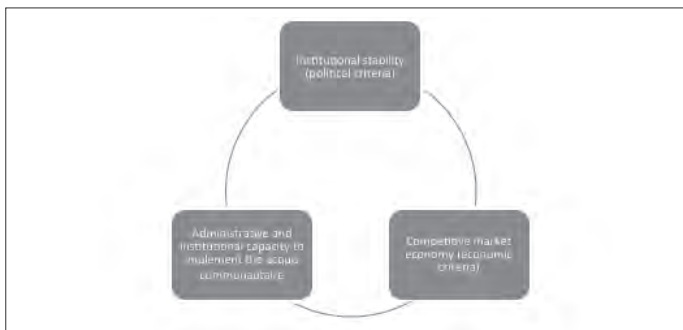 Institutional stability
(political criteria)
Administrative and
institutional capacity to
implement the acquis
communautaire
Competitive market
economy (economic
criteria)